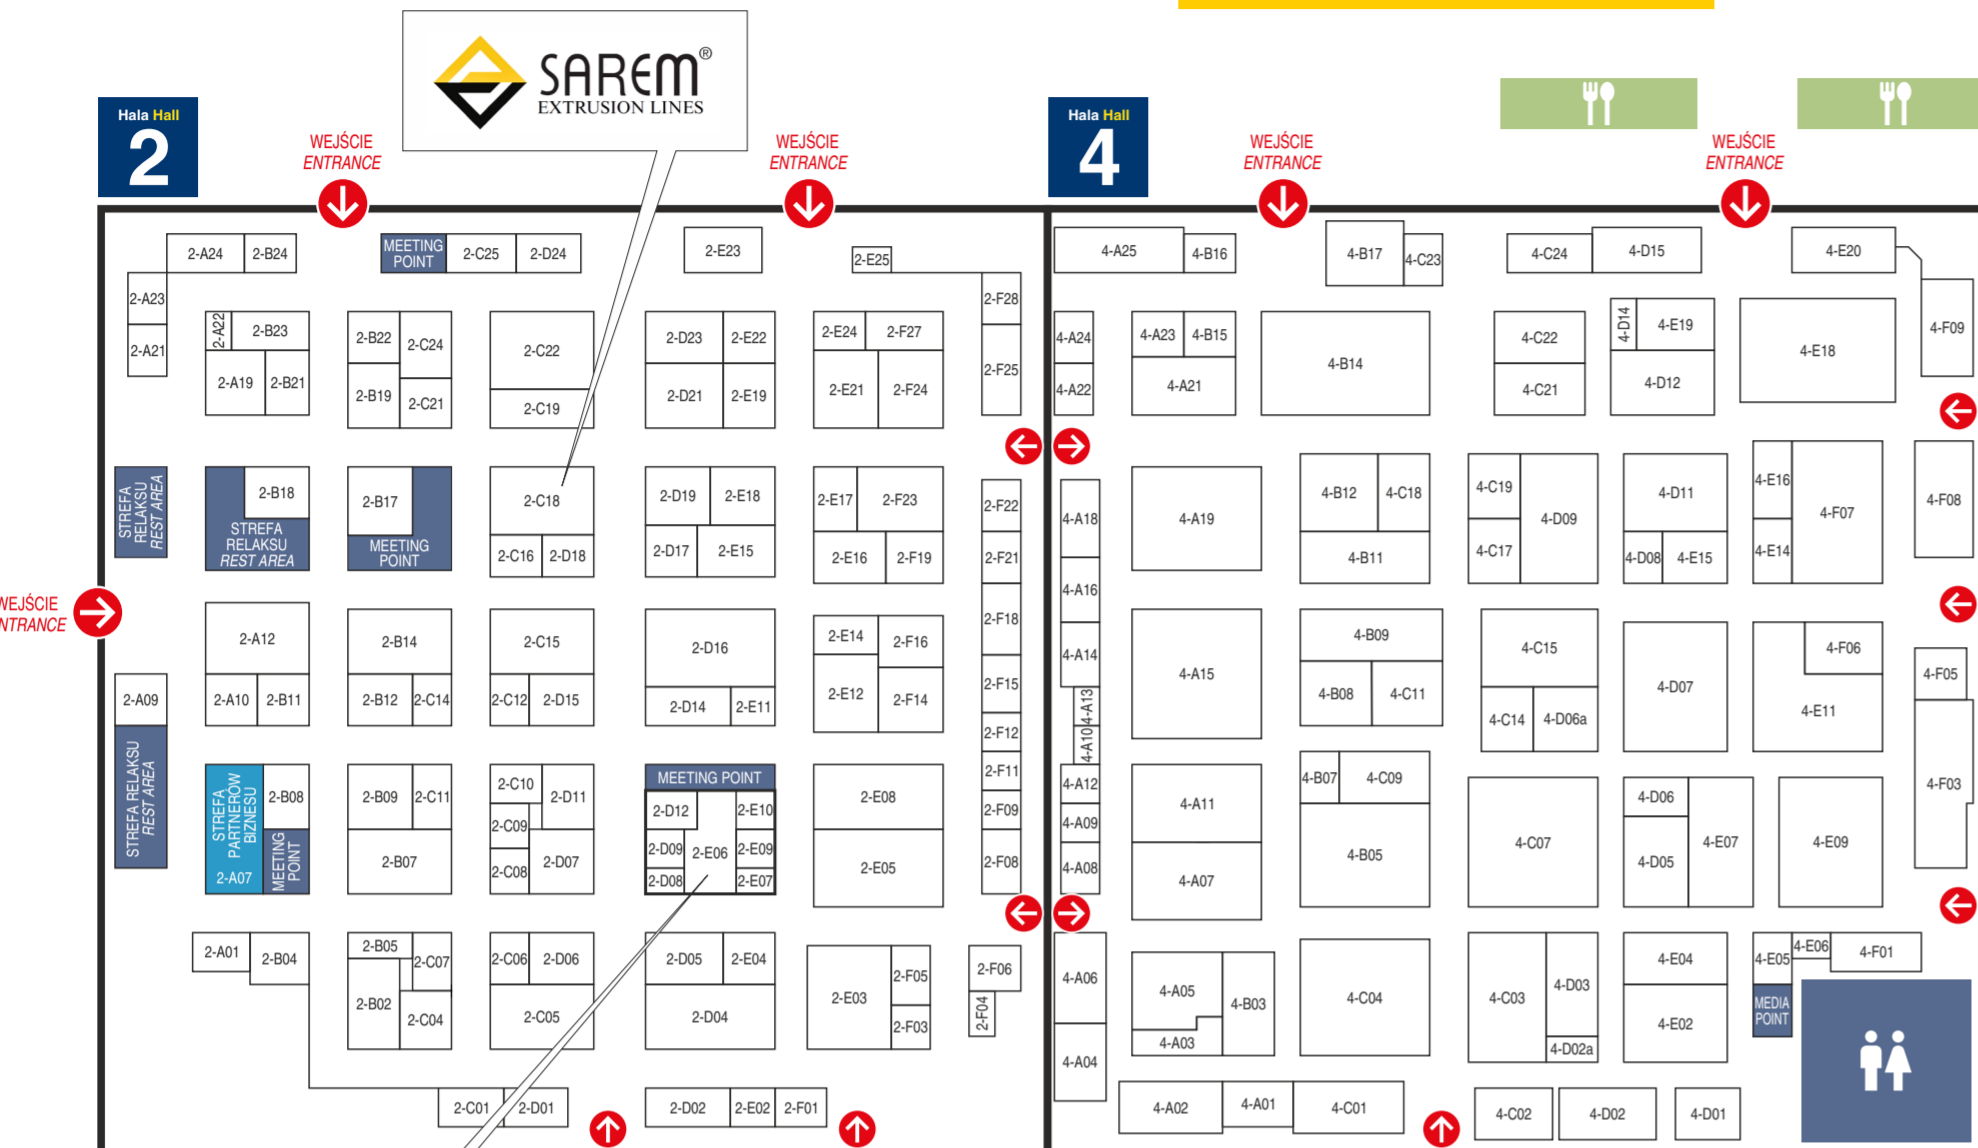 SAREM®
EXTRUSION LINES
Hala Hall
2
Hala Hall
4
WEJŚCIE
ENTRANCE
WEJŚCIE
ENTRANCE
WEJŚCIE
ENTRANCE
WEJŚCIE
ENTRANCE
2-A24 2-B24
MEETING
POINT
2-C25 2-D24
2-E23
2-E25
2-A23
2-A21
2-F28
2-F25
2-A22
2-B23
2-A19 2-B21
2-B22 2-C24
2-B19 2-C21
2-C22
2-C19
2-D23 2-E22
2-D21 2-E19
2-E24 2-F27
2-E21 2-F24
STREFA
RELAKSU
REST AREA
2-B18
STREFA
RELAKSU
REST AREA
2-B17
MEETING
POINT
2-C18
2-C16 2-D18
2-D19 2-E18
2-D17 2-E15
2-E17 2-F23
2-E16 2-F19
2-F22
2-F21
2-F18
2-F15
2-F12
2-F11
2-F09
2-F08
WEJŚCIE
2-A12
2-A10 2-B11
2-B14
2-B12 2-C14
2-C15
2-C12 2-D15
2-D16
2-D14 2-E11
2-E14 2-F16
2-E12 2-F14
2-A09
STREFA RELAKSU
REST AREA
STREFA
PARTNERÓW
BIZNESU
2-A07
2-B08
MEETING
POINT
2-B09 2-C11
2-B07
2-C10 2-D11
2-C09
2-C08 2-D07
MEETING POINT
2-D12 2-E10
2-D09 2-E06 2-E09
2-D08 2-E07
2-E08
2-E05
2-A01 2-B04
2-B05 2-C07
2-B02 2-C04
2-C06 2-D06
2-C05
2-D05 2-E04
2-D04
2-E03 2-F05
2-F03
2-F06
2-F04
2-C01 2-D01
2-D02 2-E02 2-F01
4-A25 4-B16
4-B17 4-C23
4-C24 4-D15
4-E20
4-F09
4-A24
4-A22
4-A23 4-B15
4-A21
4-B14
4-C22
4-C21
4-D14
4-E19
4-D12
4-E18
4-A18
4-A16
4-A14
4-A13
4-A10
4-A12
4-A09
4-A08
4-A19
4-B12 4-C18
4-B11
4-C19 4-D09
4-C17
4-D11
4-D08 4-E15
4-E16 4-F07
4-E14
4-F08
4-A15
4-B09
4-B08 4-C11
4-C15
4-C14 4-D06a
4-D07
4-F06
4-E11
4-F05
4-F03
4-A11
4-A07
4-B07 4-C09
4-B05
4-C07
4-D06
4-D05 4-E07
4-E09
4-A06
4-A04
4-A05 4-B03
4-A03
4-C04
4-C03 4-D03
4-D02a
4-E04
4-E02
4-E05 4-E06 4-F01
MEDIA
POINT
4-A02 4-A01 4-C01
4-C02 4-D02 4-D01